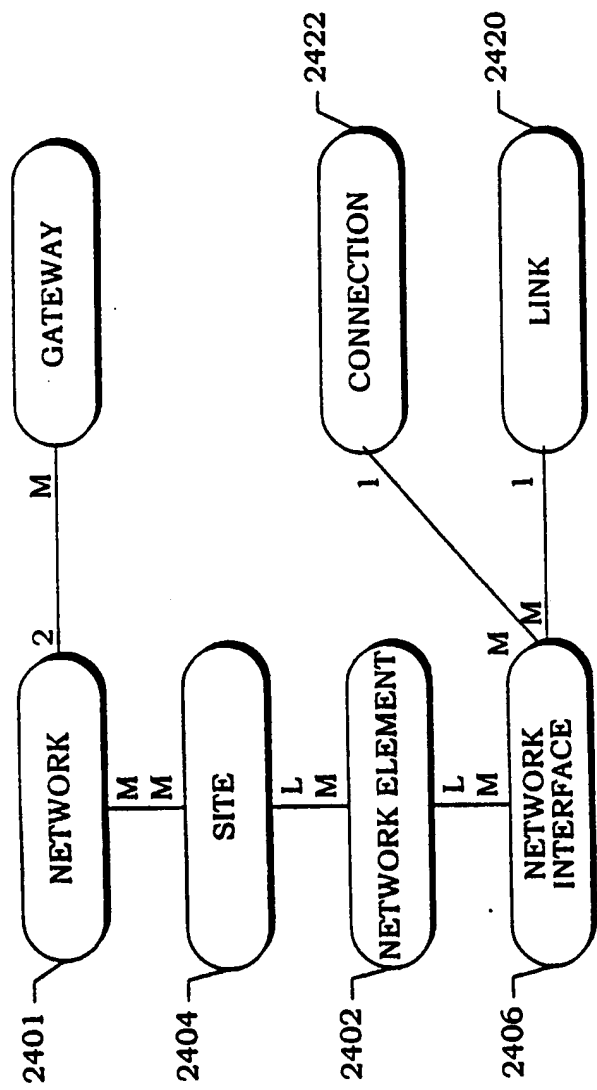 2401
NETWORK
2
M
GATEWAY
M
M
2404
SITE
L
M
2422
2402
NETWORK ELEMENT
1
CONNECTION
L
M
M
M
2420
2406
NETWORK
INTERFACE
1
LINK